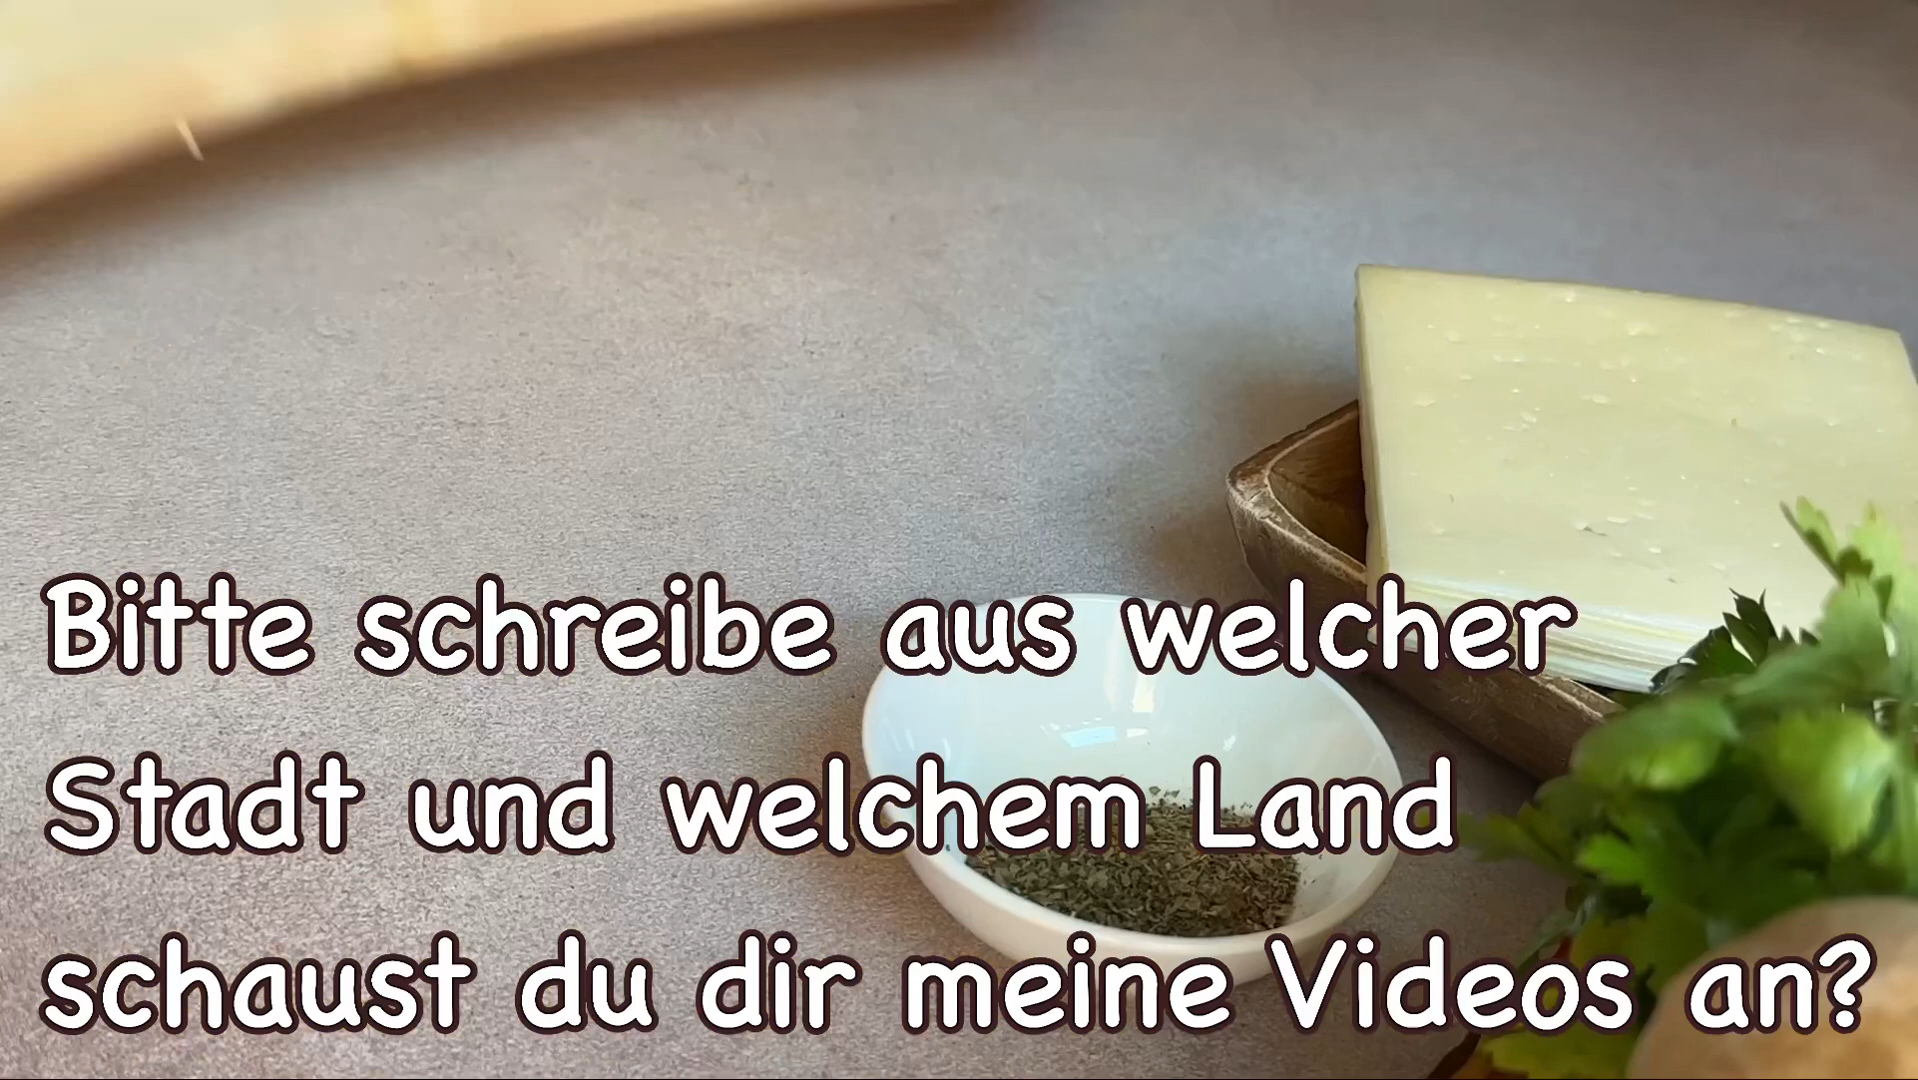 Bitte schreibe aus welcher
Stadt und welchem Land
schaust du dir meine Videos an?